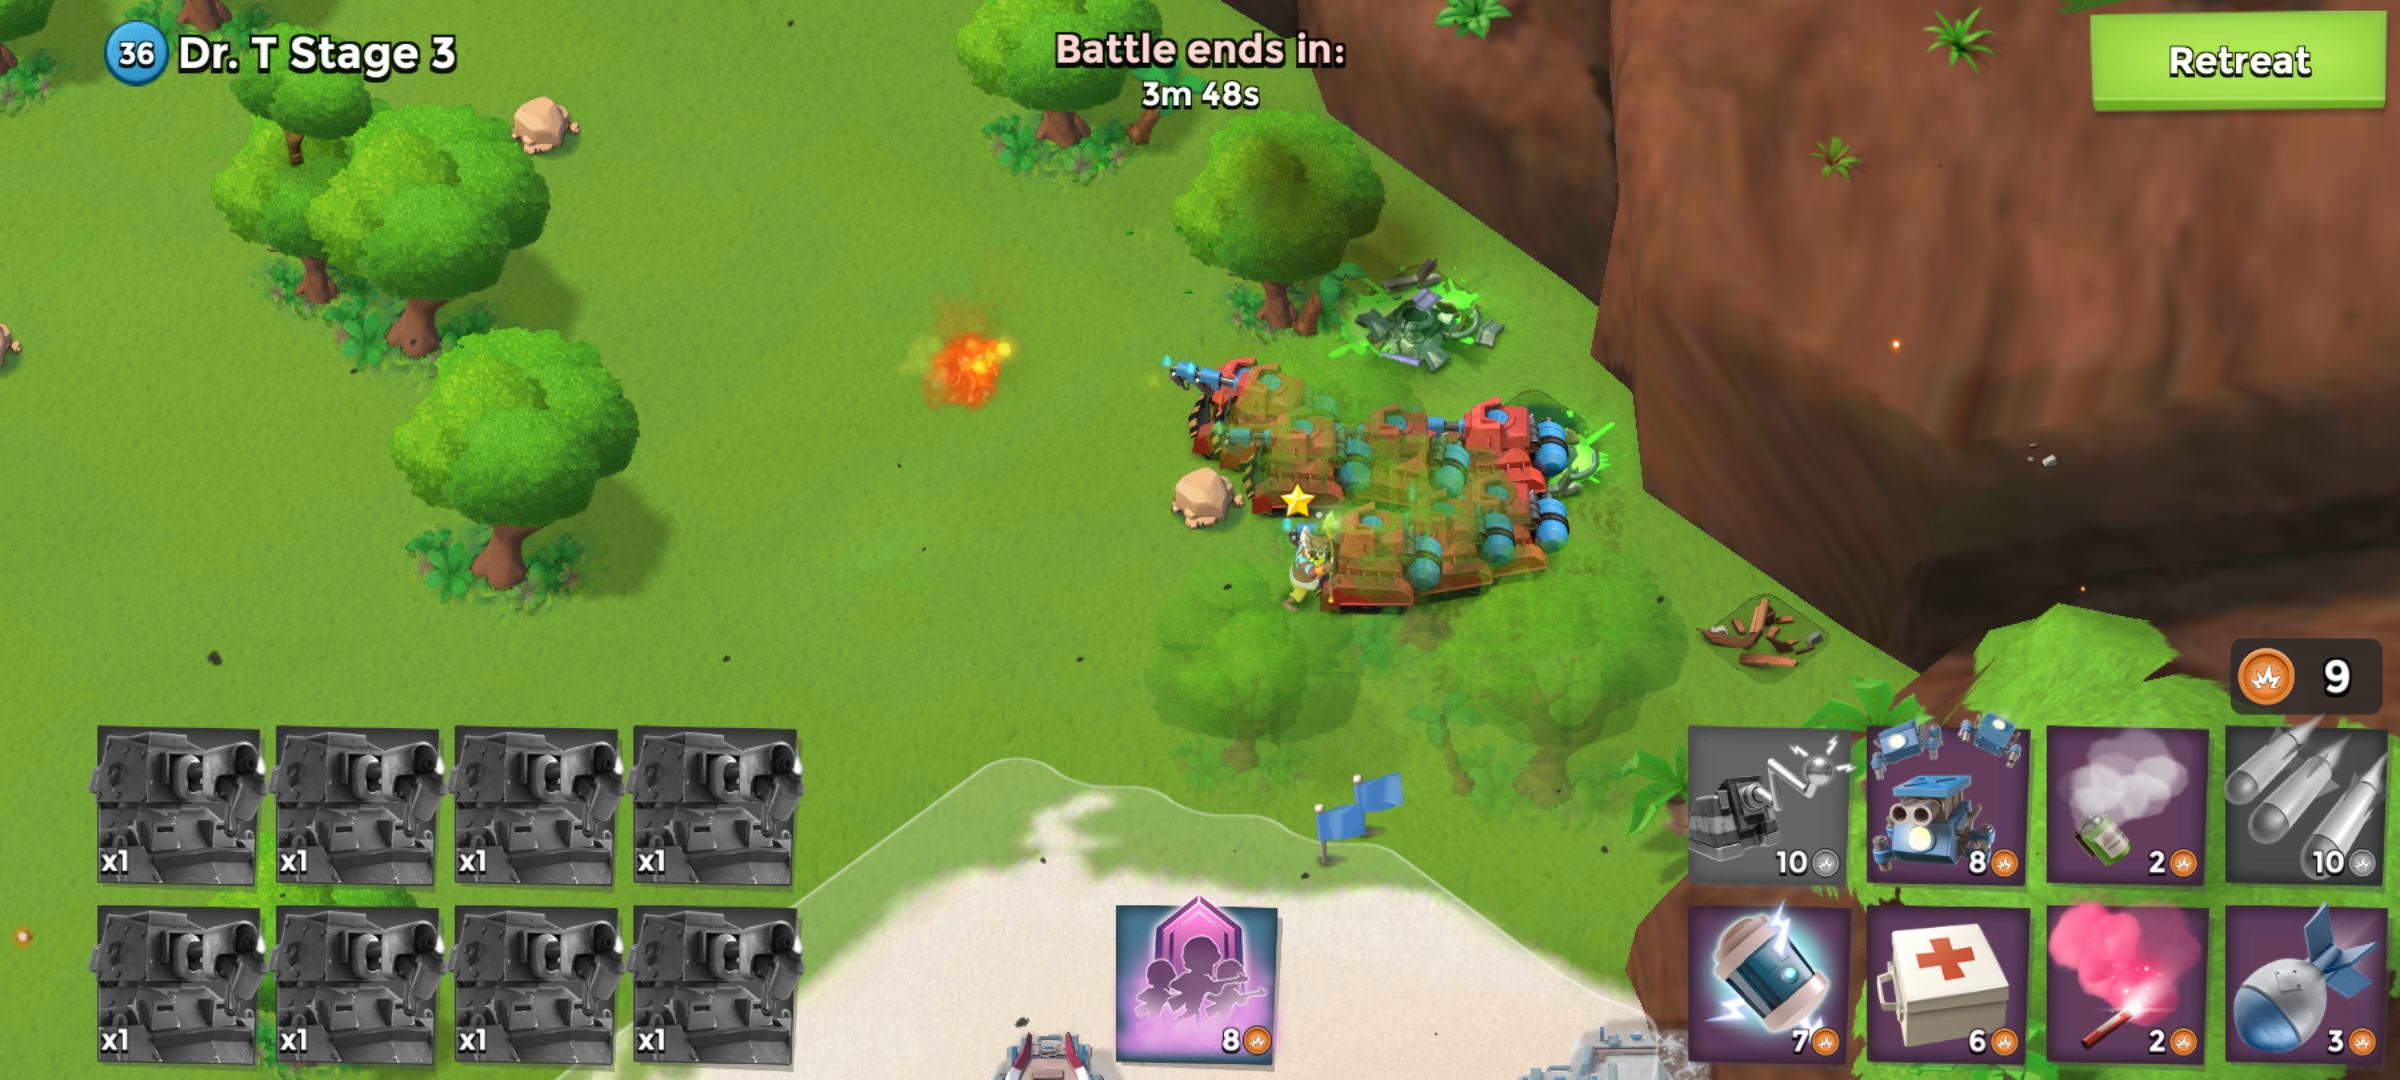 36 Dr. T Stage 3
Battle ends in:
3m 48s
Retreat
9
x1 x1 x1 x1
10 8 2 10
x1 x1 x1 x1
8
7 6 2 3